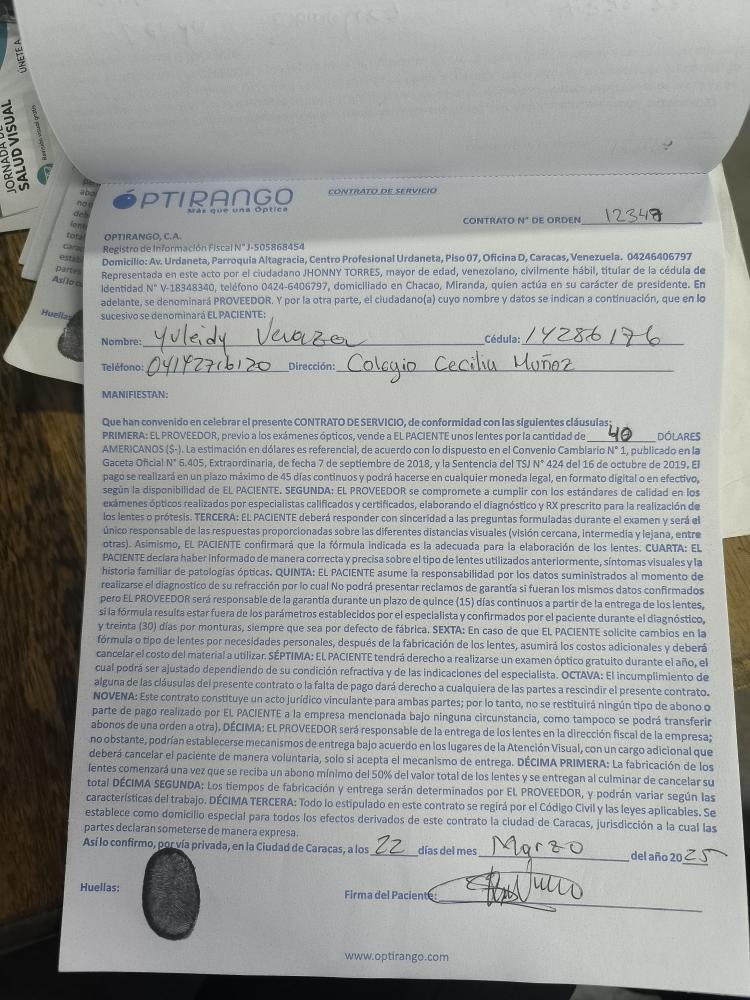 JORNADA DE
SALUD VISUAL
ÚNETE A
ÓPTIRANGO
Más que una Óptica
CONTRATO DE SERVICIO
CONTRATO N° DE ORDEN 12347
OPTIRANGO, C.A.
Registro de Información Fiscal N°J-505868454
Domicilio: Av. Urdaneta, Parroquia Altagracia, Centro Profesional Urdaneta, Piso 07, Oficina D, Caracas, Venezuela. 04246406797
Representada en este acto por el ciudadano JHONNY TORRES, mayor de edad, venezolano, civilmente hábil, titular de la cédula de
Identidad N° V-18348340, teléfono 0424-6406797, domiciliado en Chacao, Miranda, quien actúa en su carácter de presidente. En
adelante, se denominará PROVEEDOR. Y por la otra parte, el ciudadano(a) cuyo nombre y datos se indican a continuación, que en lo
sucesivo se denominará EL PACIENTE:
Nombre: Yuleidy Cédula: 14286176
Teléfono: 04142716120 Dirección: Colegio Cecilia Muñoz
MANIFIESTAN:
Que han convenido en celebrar el presente CONTRATO DE SERVICIO, de conformidad con las siguientes cláusulas:
PRIMERA: EL PROVEEDOR, previo a los exámenes ópticos, vende a EL PACIENTE unos lentes por la cantidad de 40 DÓLARES
AMERICANOS ($-). La estimación en dólares es referencial, de acuerdo con lo dispuesto en el Convenio Cambiario N° 1, publicado en la
Gaceta Oficial N° 6.405, Extraordinaria, de fecha 7 de septiembre de 2018, y la Sentencia del TSJ N° 424 del 16 de octubre de 2019. El
pago se realizará en un plazo máximo de 45 días continuos y podrá hacerse en cualquier moneda legal, en formato digital o en efectivo,
según la disponibilidad de EL PACIENTE. SEGUNDA: EL PROVEEDOR se compromete a cumplir con los estándares de calidad en los
exámenes ópticos realizados por especialistas calificados y certificados, elaborando el diagnóstico y RX prescrito para la realización de
los lentes o prótesis. TERCERA: EL PACIENTE deberá responder con sinceridad a las preguntas formuladas durante el examen y será el
único responsable de las respuestas proporcionadas sobre las diferentes distancias visuales (visión cercana, intermedia y lejana, entre
otras). Asimismo, EL PACIENTE confirmará que la fórmula indicada es la adecuada para la elaboración de los lentes. CUARTA: EL
PACIENTE declara haber informado de manera correcta y precisa sobre el tipo de lentes utilizados anteriormente, síntomas visuales y la
historia familiar de patologías ópticas. QUINTA: EL PACIENTE asume la responsabilidad por los datos suministrados al momento de
realizarse el diagnostico de su refracción por lo cual No podrá presentar reclamos de garantía si fueran los mismos datos confirmados
pero EL PROVEEDOR será responsable de la garantía durante un plazo de quince (15) días continuos a partir de la entrega de los lentes,
si la fórmula resulta estar fuera de los parámetros establecidos por el especialista y confirmados por el paciente durante el diagnóstico,
y treinta (30) días por monturas, siempre que sea por defecto de fábrica. SEXTA: En caso de que EL PACIENTE solicite cambios en la
fórmula o tipo de lentes por necesidades personales, después de la fabricación de los lentes, asumirá los costos adicionales y deberá
cancelar el costo del material a utilizar. SÉPTIMA: EL PACIENTE tendrá derecho a realizarse un examen óptico gratuito durante el año, el
cual podrá ser ajustado dependiendo de su condición refractiva y de las indicaciones del especialista. OCTAVA: El incumplimiento de
alguna de las cláusulas del presente contrato o la falta de pago dará derecho a cualquiera de las partes a rescindir el presente contrato.
NOVENA: Este contrato constituye un acto jurídico vinculante para ambas partes; por lo tanto, no se restituirá ningún tipo de abono o
parte de pago realizado por EL PACIENTE a la empresa mencionada bajo ninguna circunstancia, como tampoco se podrá transferir
abonos de una orden a otra). DÉCIMA: EL PROVEEDOR será responsable de la entrega de los lentes en la dirección fiscal de la empresa;
no obstante, podrían establecerse mecanismos de entrega bajo acuerdo en los lugares de la Atención Visual, con un cargo adicional que
deberá cancelar el paciente de manera voluntaria, solo si acepta el mecanismo de entrega. DÉCIMA PRIMERA: La fabricación de los
lentes comenzará una vez que se reciba un abono mínimo del 50% del valor total de los lentes y se entregan al culminar de cancelar su
total DÉCIMA SEGUNDA: Los tiempos de fabricación y entrega serán determinados por EL PROVEEDOR, y podrán variar según las
características del trabajo. DÉCIMA TERCERA: Todo lo estipulado en este contrato se regirá por el Código Civil y las leyes aplicables. Se
establece como domicilio especial para todos los efectos derivados de este contrato la ciudad de Caracas, jurisdicción a la cual las
partes declaran someterse de manera expresa.
Así lo confirmo, por vía privada, en la Ciudad de Caracas, a los 22 días del mes Marzo del año 2025
Huellas:
Firma del Paciente:
www.optirango.com